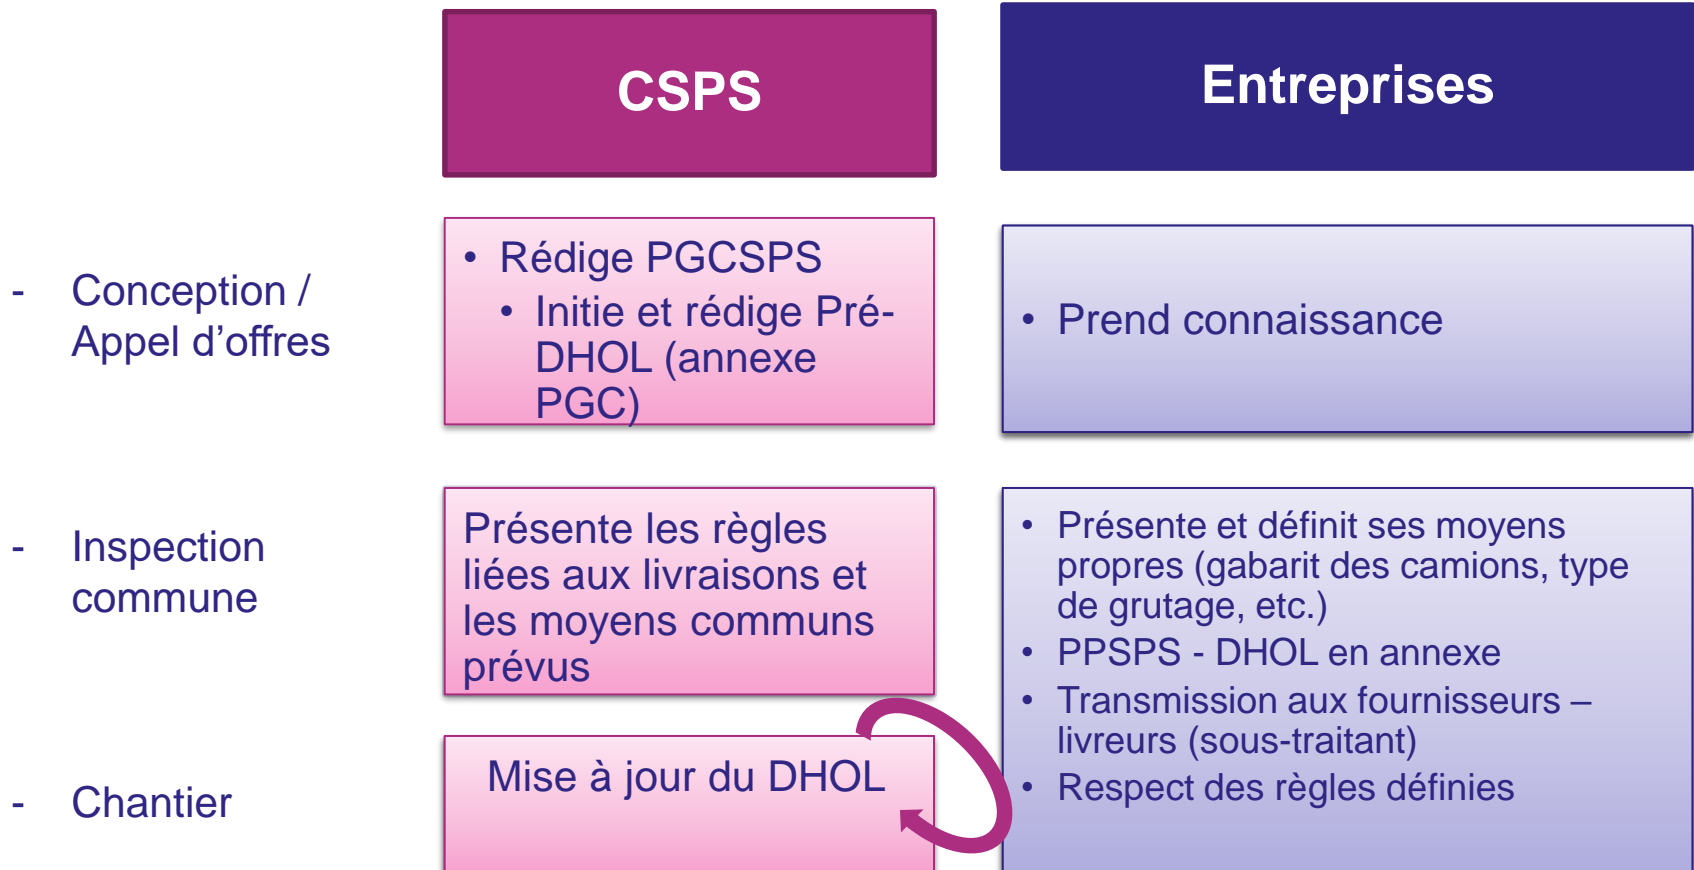 CSPS
Entreprises
- Conception /
Appel d'offres
• Rédige PGCSPS
• Initie et rédige Pré-
DHOL (annexe
PGC)
• Prend connaissance
- Inspection
commune
Présente les règles
liées aux livraisons et
les moyens communs
prévus
• Présente et définit ses moyens
propres (gabarit des camions, type
de grutage, etc.)
• PPSPS - DHOL en annexe
• Transmission aux fournisseurs –
livreurs (sous-traitant)
• Respect des règles définies
- Chantier
Mise à jour du DHOL